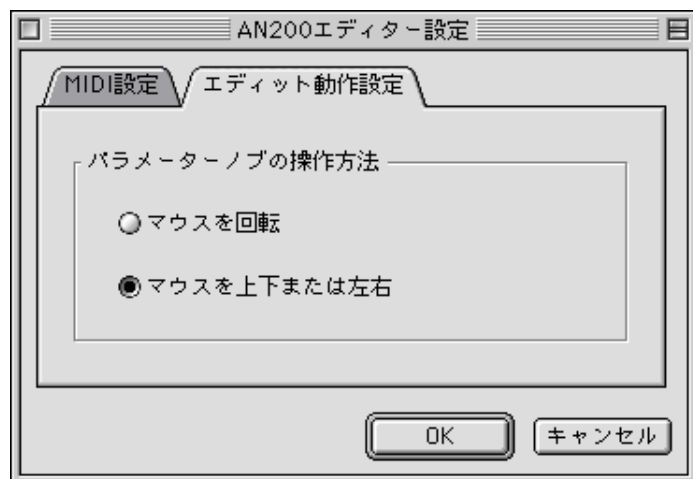 AN200エディター設定
MIDI設定
エディット動作設定
パラメーターノブの操作方法
マウスを回転
マウスを上下または左右
OK
キャンセル